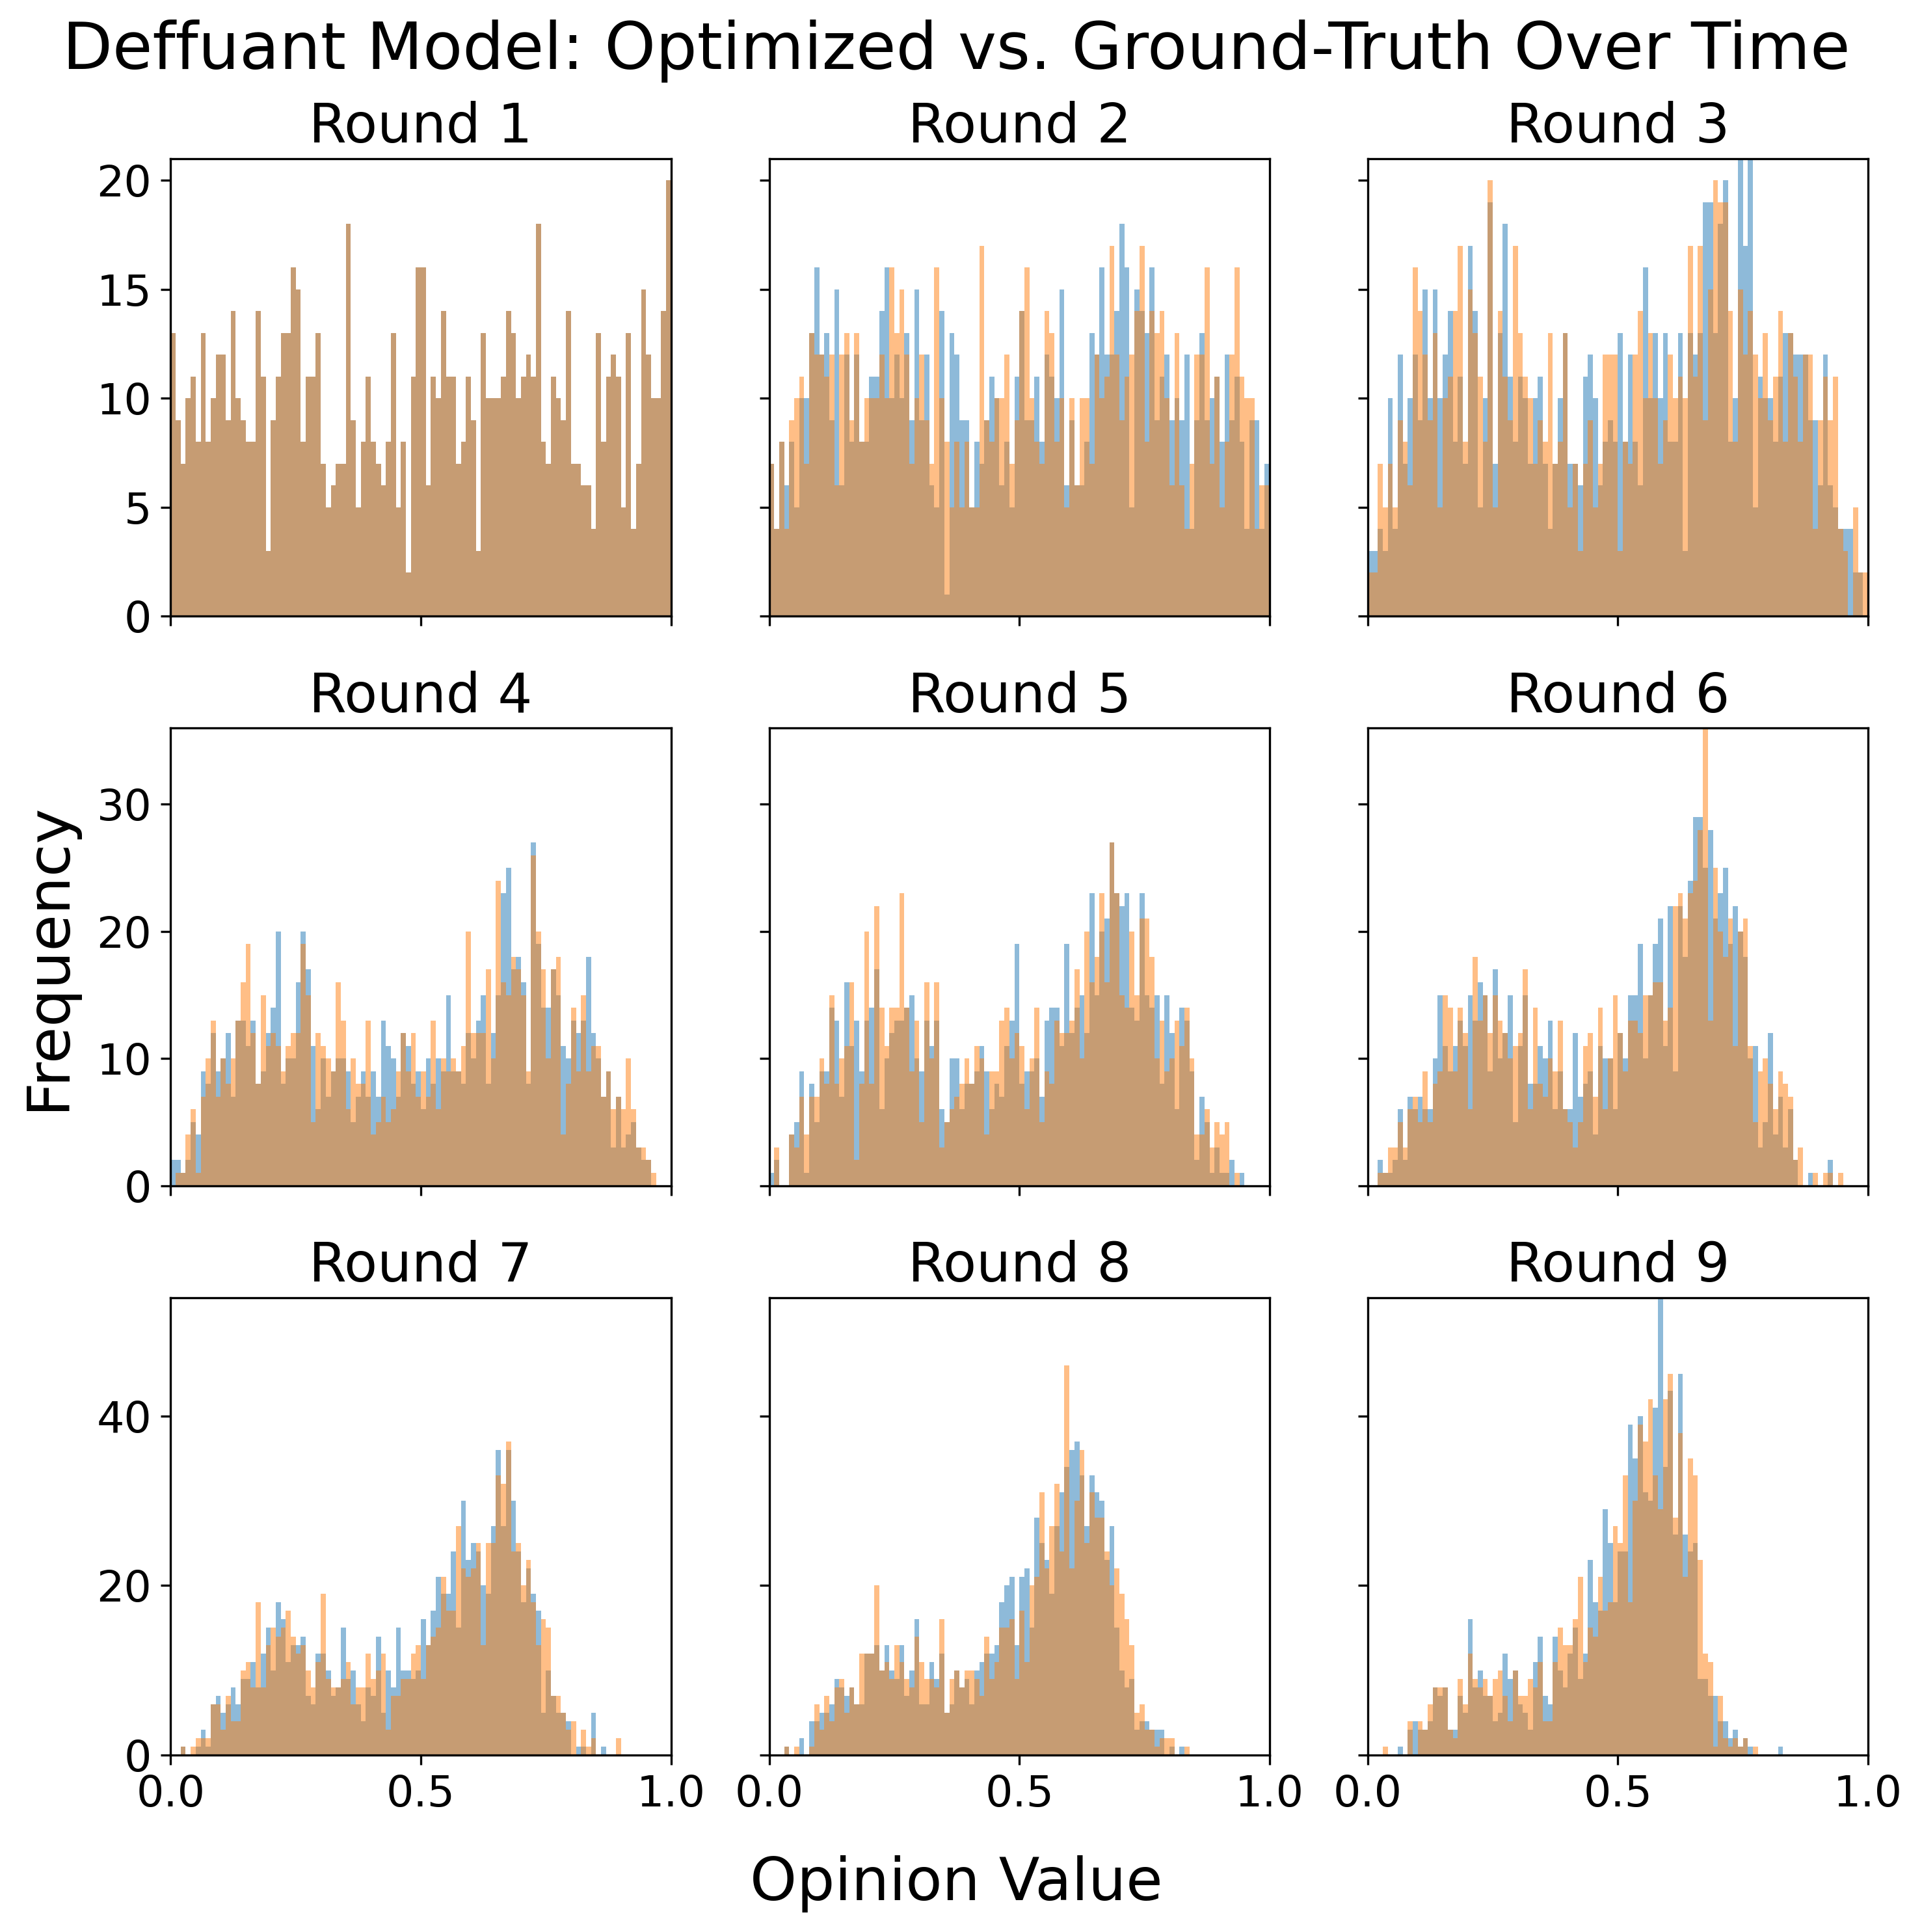 Deffuant Model: Optimized vs. Ground-Truth Over Time
Round 1
Round 2
Round 3
20
15
10
5
0
Round 4
Round 5
Round 6
Frequency
30
20
10
0
Round 7
Round 8
Round 9
40
20
0
0.0
0.5
1.0
0.0
0.5
1.0
0.0
0.5
1.0
Opinion Value